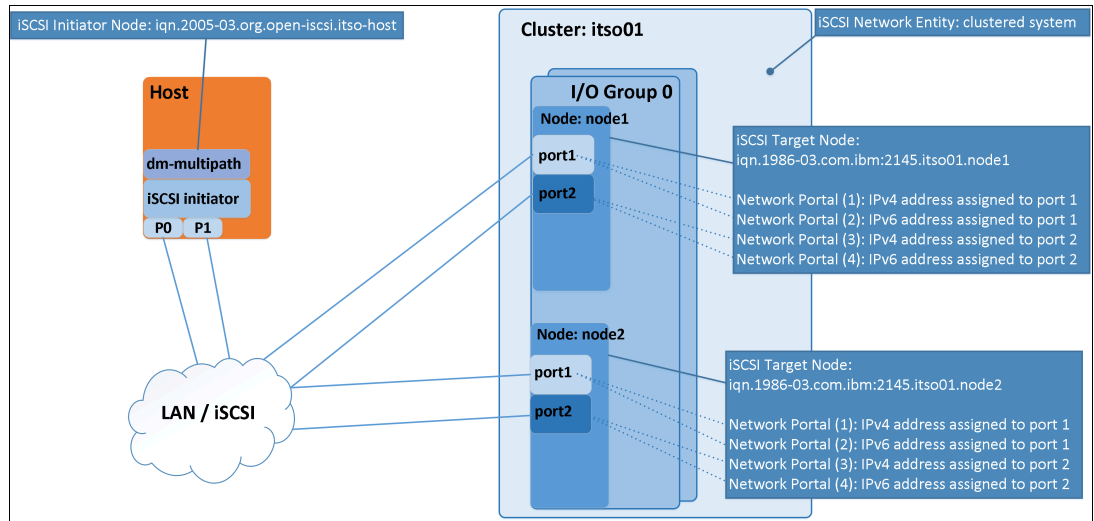 iSCSI Initiator Node: iqn.2005-03.org.open-iscsi.itso-host
Cluster: itso01
iSCSI Network Entity: clustered system
Host
dm-multipath
iSCSI initiator
P0
P1
LAN / iSCSI
I/O Group 0
Node: node1
port1
port2
iSCSI Target Node:
iqn.1986-03.com.ibm:2145.itso01.node1
Network Portal (1): IPv4 address assigned to port 1
Network Portal (2): IPv6 address assigned to port 1
Network Portal (3): IPv4 address assigned to port 2
Network Portal (4): IPv6 address assigned to port 2
Node: node2
port1
port2
iSCSI Target Node:
iqn.1986-03.com.ibm:2145.itso01.node2
Network Portal (1): IPv4 address assigned to port 1
Network Portal (2): IPv6 address assigned to port 1
Network Portal (3): IPv4 address assigned to port 2
Network Portal (4): IPv6 address assigned to port 2